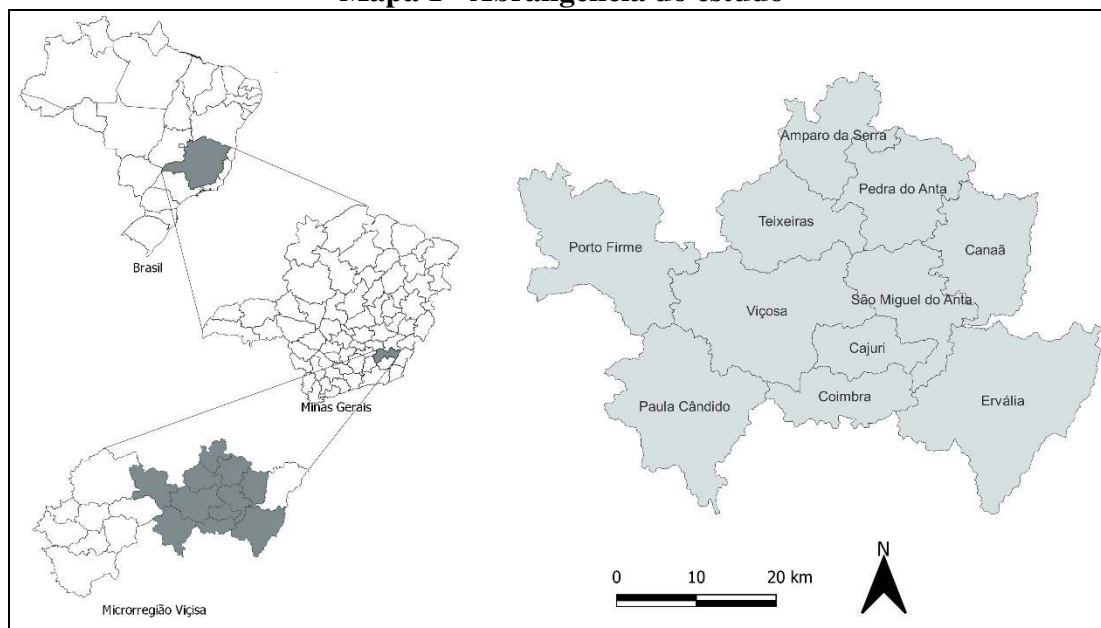 Mapa 1 - Abrangência do estudo
Brasil
Minas Gerais
Microrregião Viçisa
Amparo da Serra
Pedra do Anta
Teixeiras
Canaã
Porto Firme
São Miguel do Anta
Viçosa
Cajuri
Coimbra
Paula Cândido
Ervália
0 10 20 km
N